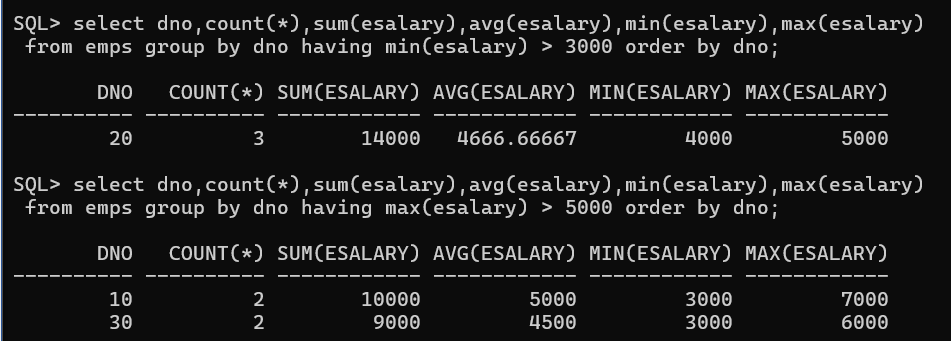 SQL> select dno,count(*),sum(esalary),avg(esalary),min(esalary),max(esalary)
 from emps group by dno having min(esalary) > 3000 order by dno;

       DNO   COUNT(*) SUM(ESALARY) AVG(ESALARY) MIN(ESALARY) MAX(ESALARY)
---------- ---------- ------------ ------------ ------------ ------------
        20          3        14000   4666.66667         4000         5000

SQL> select dno,count(*),sum(esalary),avg(esalary),min(esalary),max(esalary)
 from emps group by dno having max(esalary) > 5000 order by dno;

       DNO   COUNT(*) SUM(ESALARY) AVG(ESALARY) MIN(ESALARY) MAX(ESALARY)
---------- ---------- ------------ ------------ ------------ ------------
        10          2        10000         5000         3000         7000
        30          2         9000         4500         3000         6000